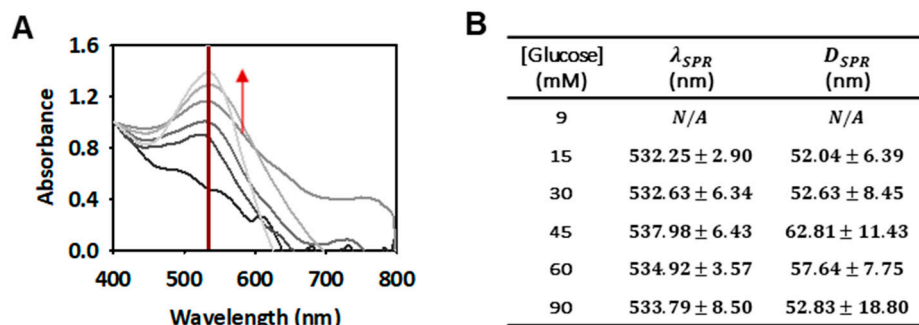 A
1.6
1.2
0.8
0.4
0.0
Absorbance
400 500 600 700 800
Wavelength (nm)
B
[Glucose] (mM) λSPR (nm) DSPR (nm)
9 N/A N/A
15 532.25 ± 2.90 52.04 ± 6.39
30 532.63 ± 6.34 52.63 ± 8.45
45 537.98 ± 6.43 62.81 ± 11.43
60 534.92 ± 3.57 57.64 ± 7.75
90 533.79 ± 8.50 52.83 ± 18.80